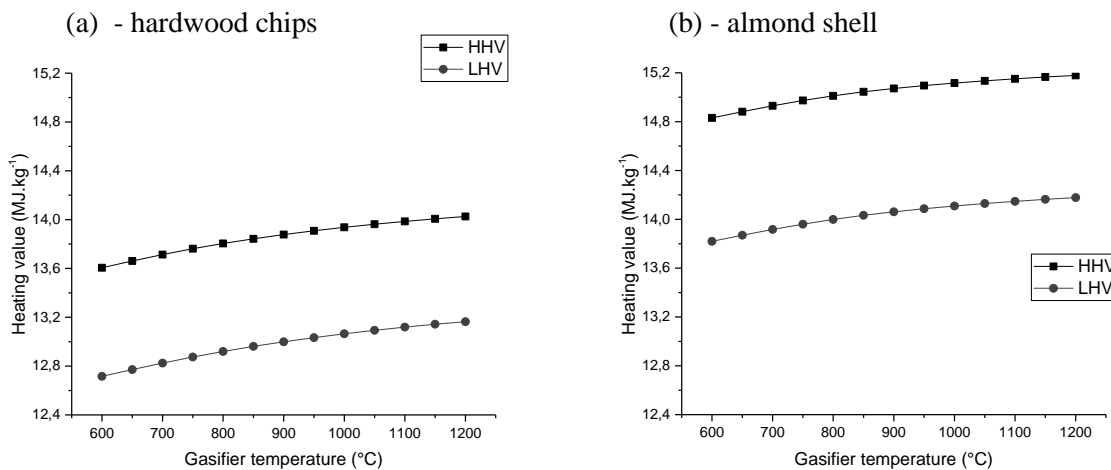 (a) - hardwood chips
HHV
LHV
15,2
14,8
14,4
14,0
13,6
13,2
12,8
12,4
Heating value (MJ.kg⁻¹)
600 700 800 900 1000 1100 1200
Gasifier temperature (°C)
(b) - almond shell
15,2
14,8
14,4
14,0
13,6
13,2
12,8
12,4
Heating value (MJ.kg⁻¹)
HHV
LHV
600 700 800 900 1000 1100 1200
Gasifier temperature (°C)